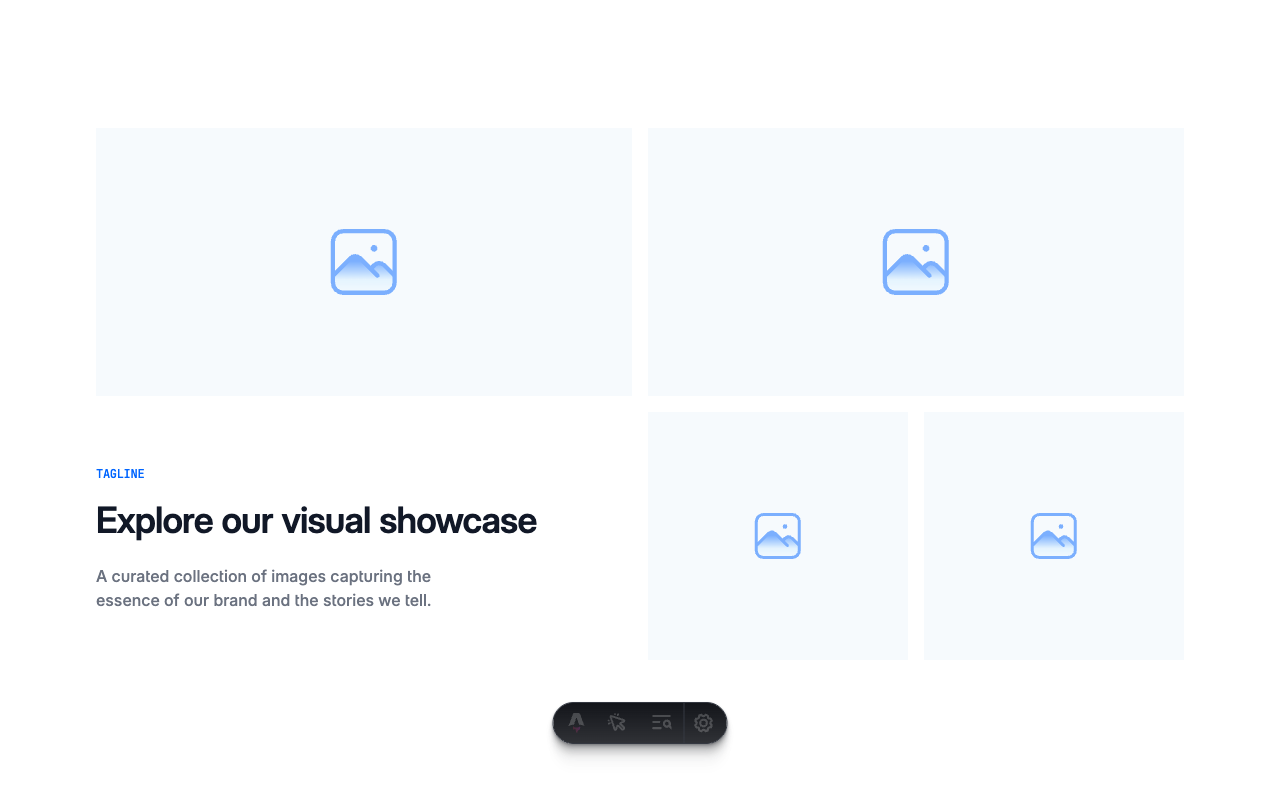 TAGLINE
Explore our visual showcase
A curated collection of images capturing the
essence of our brand and the stories we tell.